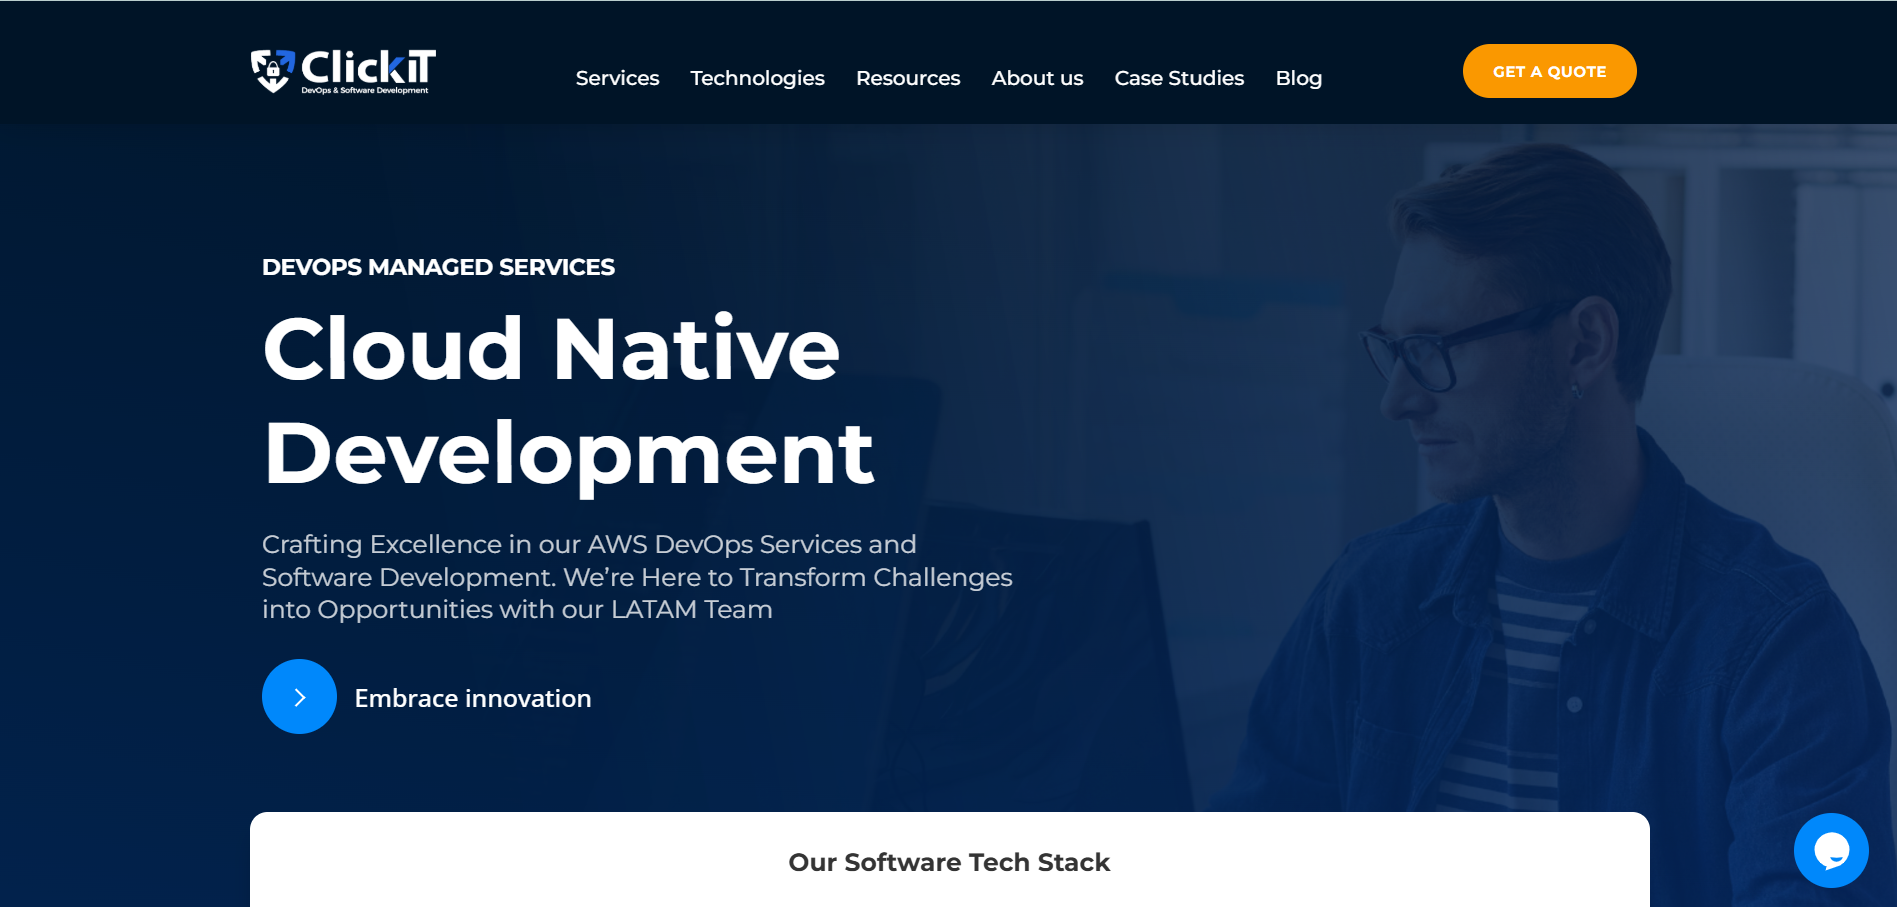 ClickIT
DevOps & Software Development
Services
Technologies
Resources
About us
Case Studies
Blog
GET A QUOTE
DEVOPS MANAGED SERVICES
Cloud Native
Development
Crafting Excellence in our AWS DevOps Services and
Software Development. We’re Here to Transform Challenges
into Opportunities with our LATAM Team
Embrace innovation
Our Software Tech Stack